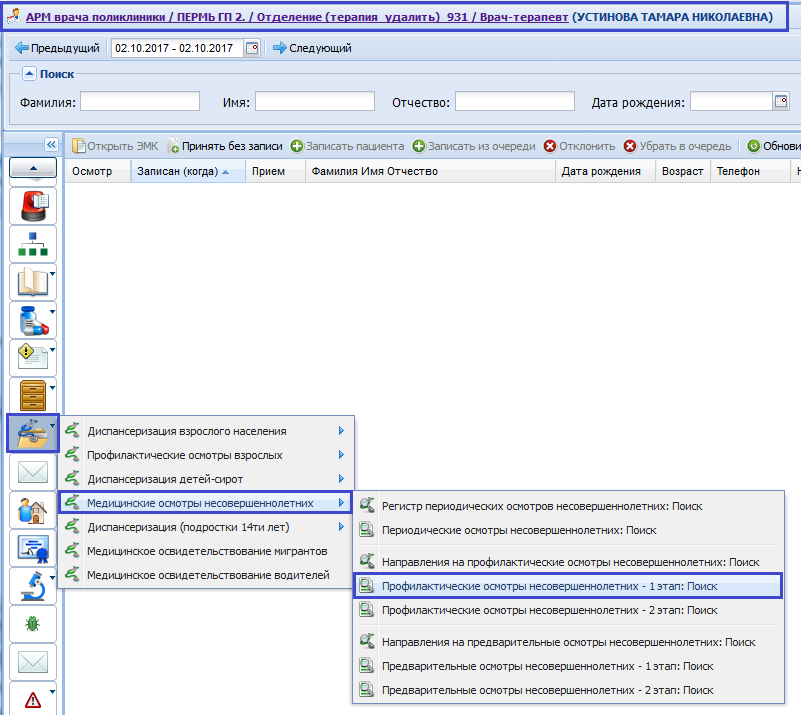 АРМ врача поликлиники / ПЕРМЬ ГП 2. / Отделение (терапия_удалить)_931 / Врач-терапевт (УСТИНОВА ТАМАРА НИКОЛАЕВНА)
Предыдущий 02.10.2017 - 02.10.2017 Следующий
Поиск
Фамилия: Имя: Отчество: Дата рождения:
Открыть ЭМК Принять без записи Записать пациента Записать из очереди Отклонить Убрать в очередь Обнови
Осмотр Записан (когда) Прием Фамилия Имя Отчество Дата рождения Возраст Телефон
Диспансеризация взрослого населения
Профилактические осмотры взрослых
Диспансеризация детей-сирот
Медицинские осмотры несовершеннолетних
Диспансеризация (подростки 14ти лет)
Медицинское освидетельствование мигрантов
Медицинское освидетельствование водителей
Регистр периодических осмотров несовершеннолетних: Поиск
Периодические осмотры несовершеннолетних: Поиск
Направления на профилактические осмотры несовершеннолетних: Поиск
Профилактические осмотры несовершеннолетних - 1 этап: Поиск
Профилактические осмотры несовершеннолетних - 2 этап: Поиск
Направления на предварительные осмотры несовершеннолетних: Поиск
Предварительные осмотры несовершеннолетних - 1 этап: Поиск
Предварительные осмотры несовершеннолетних - 2 этап: Поиск